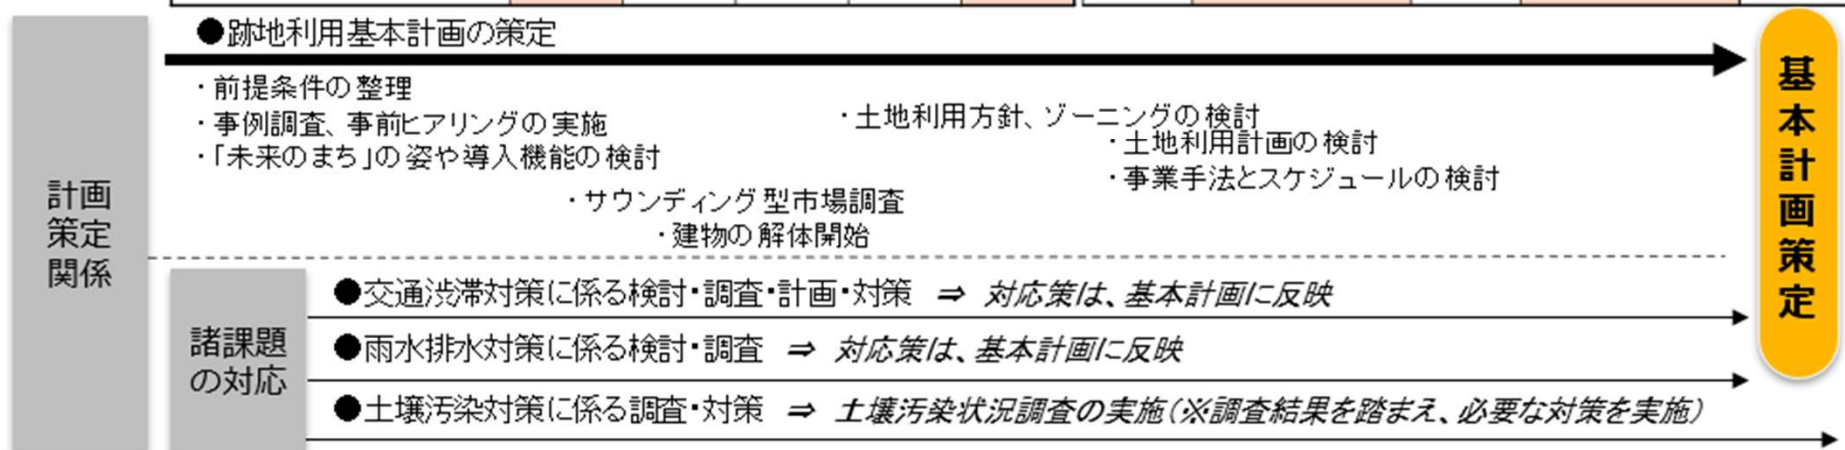 計画
策定
関係
●跡地利用基本計画の策定
・前提条件の整理
・事例調査、事前ヒアリングの実施
・「未来のまち」の姿や導入機能の検討
・土地利用方針、ゾーニングの検討
・土地利用計画の検討
・事業手法とスケジュールの検討
・サウンディング型市場調査
・建物の解体開始
諸課題
の対応
●交通渋滞対策に係る検討・調査・計画・対策 ⇒ 対応策は、基本計画に反映
●雨水排水対策に係る検討・調査 ⇒ 対応策は、基本計画に反映
●土壌汚染対策に係る調査・対策 ⇒ 土壌汚染状況調査の実施（※調査結果を踏まえ、必要な対策を実施）
基本計画策定